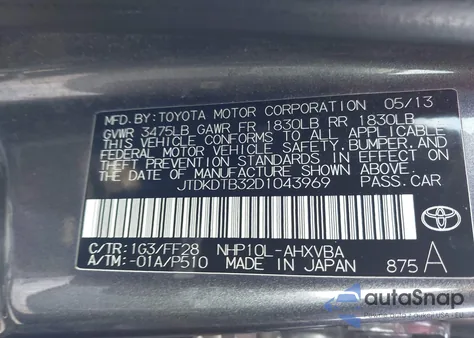 MFD.BY:TOYOTA MOTOR CORPORATION 05/13
GVWR 3475LB GAWR FR 1830LB RR 1830LB
THIS VEHICLE CONFORMS TO ALL APPLICABLE
FEDERAL MOTOR VEHICLE SAFETY,BUMPER,AND
THEFT PREVENTION STANDARDS IN EFFECT ON
THE DATE OF MANUFACTURE SHOWN ABOVE.
JTDKDTB32D1043969 PASS.CAR
TOYOTA
C/TR:1G3/FF28 NHP10L-AHXVBA
A/TM:-01A/P510 MADE IN JAPAN 875 A
autoSnap